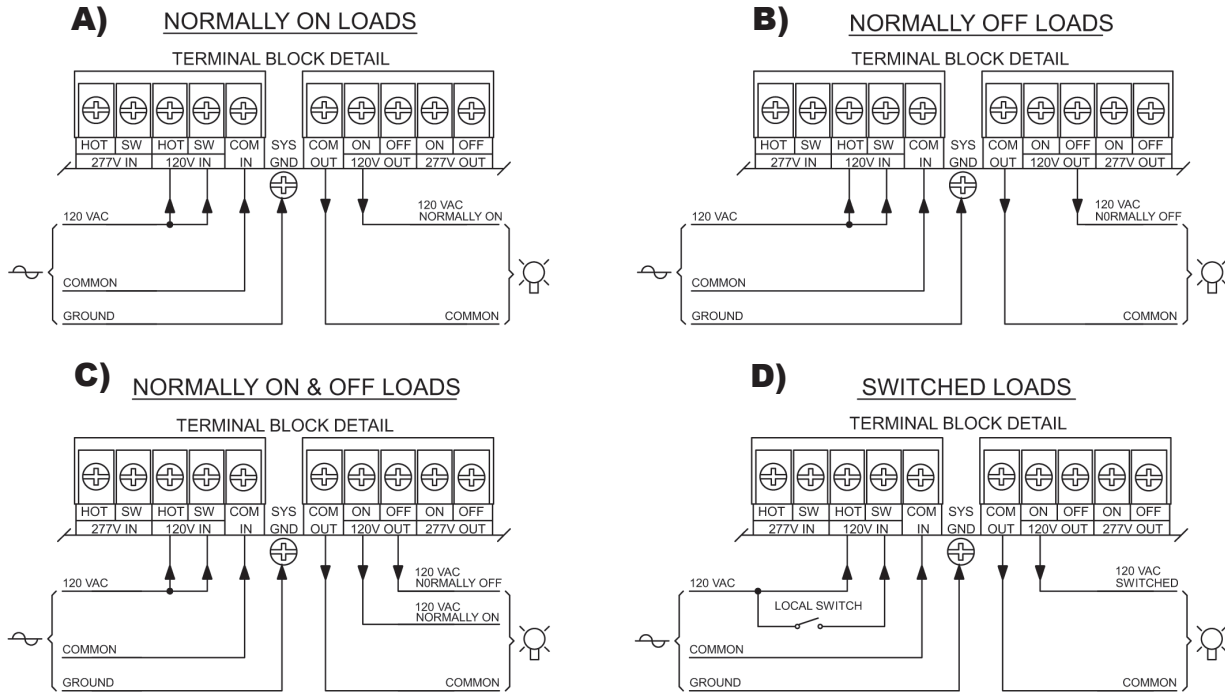 A) NORMALLY ON LOADS
TERMINAL BLOCK DETAIL
HOT SW HOT SW COM SYS COM ON OFF ON OFF
277V IN 120V IN IN GND OUT 120V OUT 277V OUT
120 VAC
120 VAC
NORMALLY ON
COMMON
GROUND
COMMON
B) NORMALLY OFF LOADS
TERMINAL BLOCK DETAIL
HOT SW HOT SW COM SYS COM ON OFF ON OFF
277V IN 120V IN IN GND OUT 120V OUT 277V OUT
120 VAC
120 VAC
N0RMALLY OFF
COMMON
GROUND
COMMON
C) NORMALLY ON & OFF LOADS
TERMINAL BLOCK DETAIL
HOT SW HOT SW COM SYS COM ON OFF ON OFF
277V IN 120V IN IN GND OUT 120V OUT 277V OUT
120 VAC
120 VAC
N0RMALLY OFF
120 VAC
NORMALLY ON
COMMON
GROUND
COMMON
D) SWITCHED LOADS
TERMINAL BLOCK DETAIL
HOT SW HOT SW COM SYS COM ON OFF ON OFF
277V IN 120V IN IN GND OUT 120V OUT 277V OUT
120 VAC
120 VAC
SWITCHED
LOCAL SWITCH
COMMON
GROUND
COMMON